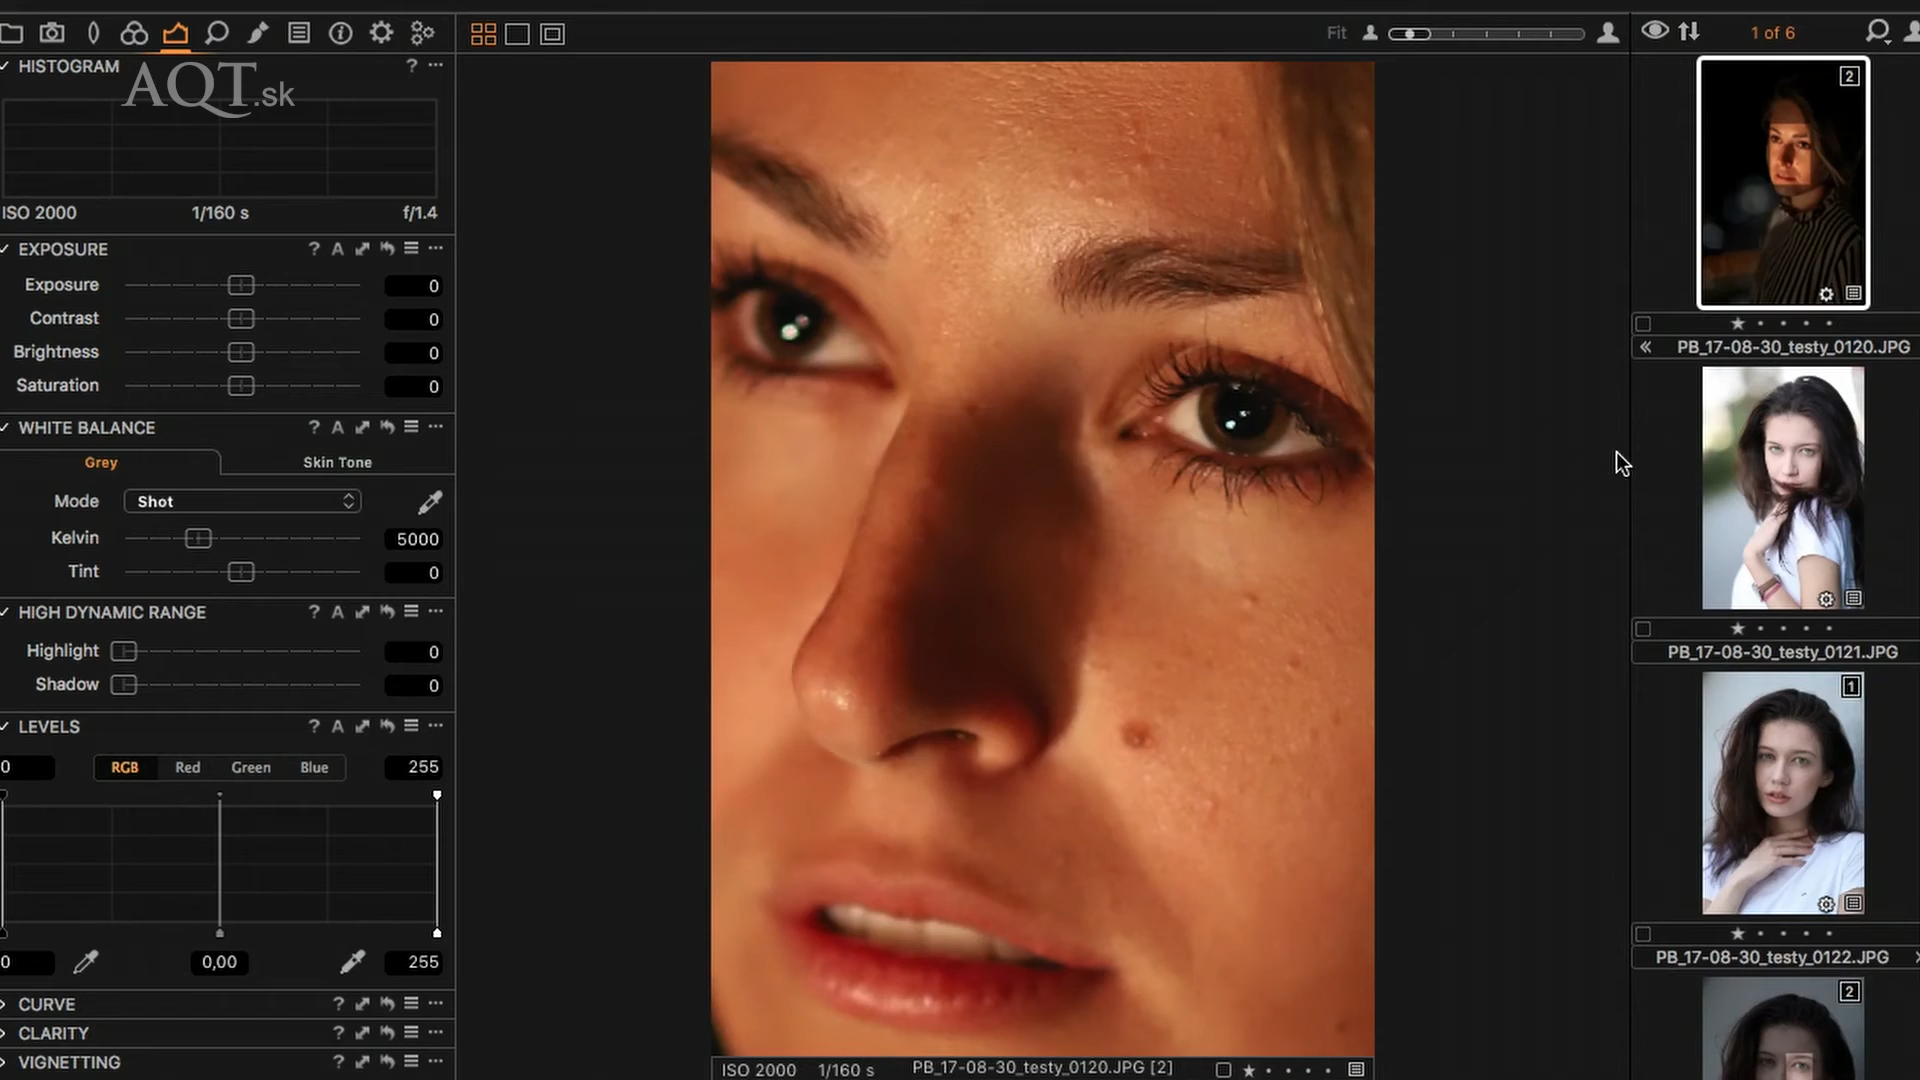 Fit
1 of 6
HISTOGRAM ? ...
AQT.sk
ISO 2000 1/160 s f/1.4
EXPOSURE ? A ...
Exposure 0
Contrast 0
Brightness 0
Saturation 0
WHITE BALANCE ? A ...
Grey Skin Tone
Mode Shot
Kelvin 5000
Tint 0
HIGH DYNAMIC RANGE ? A ...
Highlight 0
Shadow 0
LEVELS ? A ...
0 RGB Red Green Blue 255
0 0,00 255
CURVE ? ...
CLARITY ? ...
VIGNETTING ? ...
ISO 2000 1/160 s PB_17-08-30_testy_0120.JPG [2]
2
PB_17-08-30_testy_0120.JPG
PB_17-08-30_testy_0121.JPG
1
PB_17-08-30_testy_0122.JPG
2